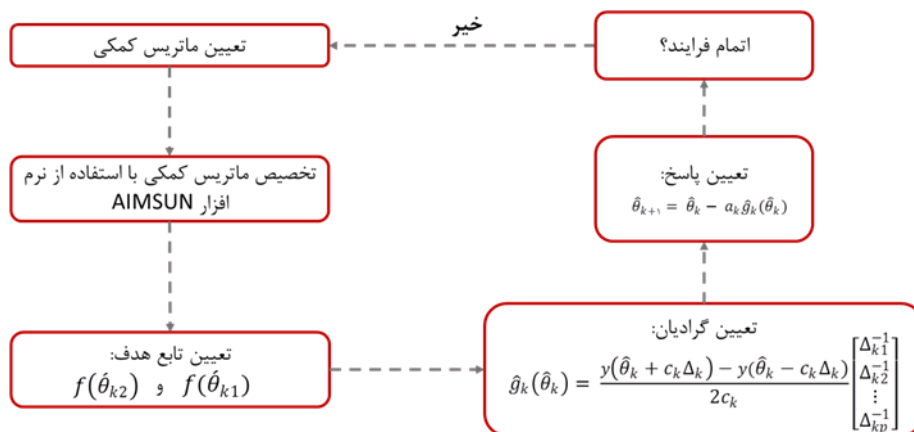 تعیین ماتریس کمکی
خیر
اتمام فرایند؟
تخصیص ماتریس کمکی با استفاده از نرم
افزار AIMSUN
تعیین پاسخ:
θ̂ₖ₊₁ = θ̂ₖ − aₖĝₖ(θ̂ₖ)
تعیین تابع هدف:
f(θ́ₖ₁) و f(θ́ₖ₂)
تعیین گرادیان:
ĝₖ(θ̂ₖ) = y(θ̂ₖ + cₖΔₖ) − y(θ̂ₖ − cₖΔₖ) / 2cₖ [Δₖ₁⁻¹ Δₖ₂⁻¹ ⋮ Δₖₚ⁻¹]